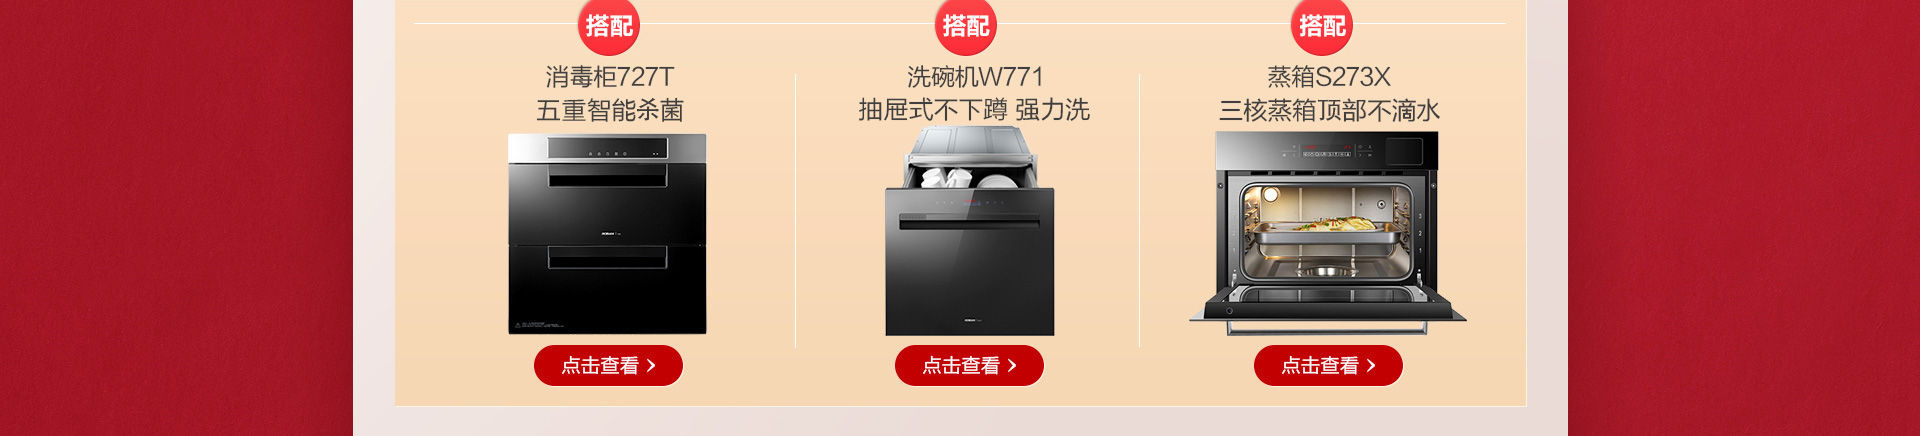 搭配
搭配
搭配
消毒柜727T
五重智能杀菌
洗碗机W771
抽屉式不下蹲 强力洗
蒸箱S273X
三核蒸箱顶部不滴水
点击查看 >
点击查看 >
点击查看 >